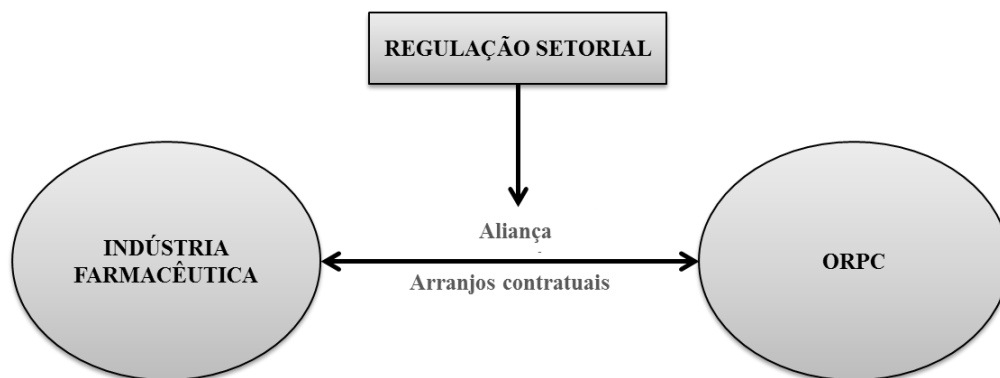 REGULAÇÃO SETORIAL
Aliança
INDÚSTRIA
FARMACÊUTICA
ORPC
Arranjos contratuais